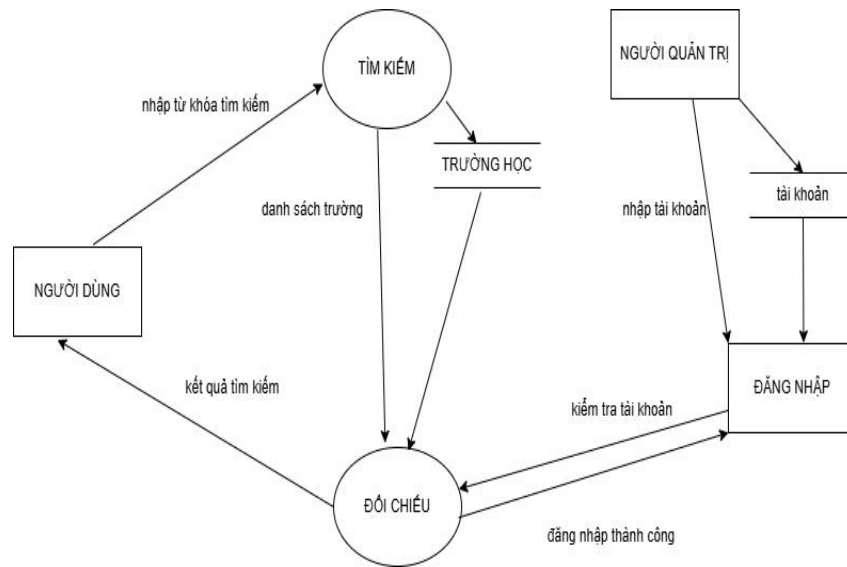 TÌM KIẾM
NGƯỜI QUẢN TRỊ
nhập từ khóa tìm kiếm
TRƯỜNG HỌC
danh sách trường
nhập tài khoản
tài khoản
NGƯỜI DÙNG
kết quả tìm kiếm
ĐĂNG NHẬP
kiểm tra tài khoản
ĐỐI CHIẾU
đăng nhập thành công